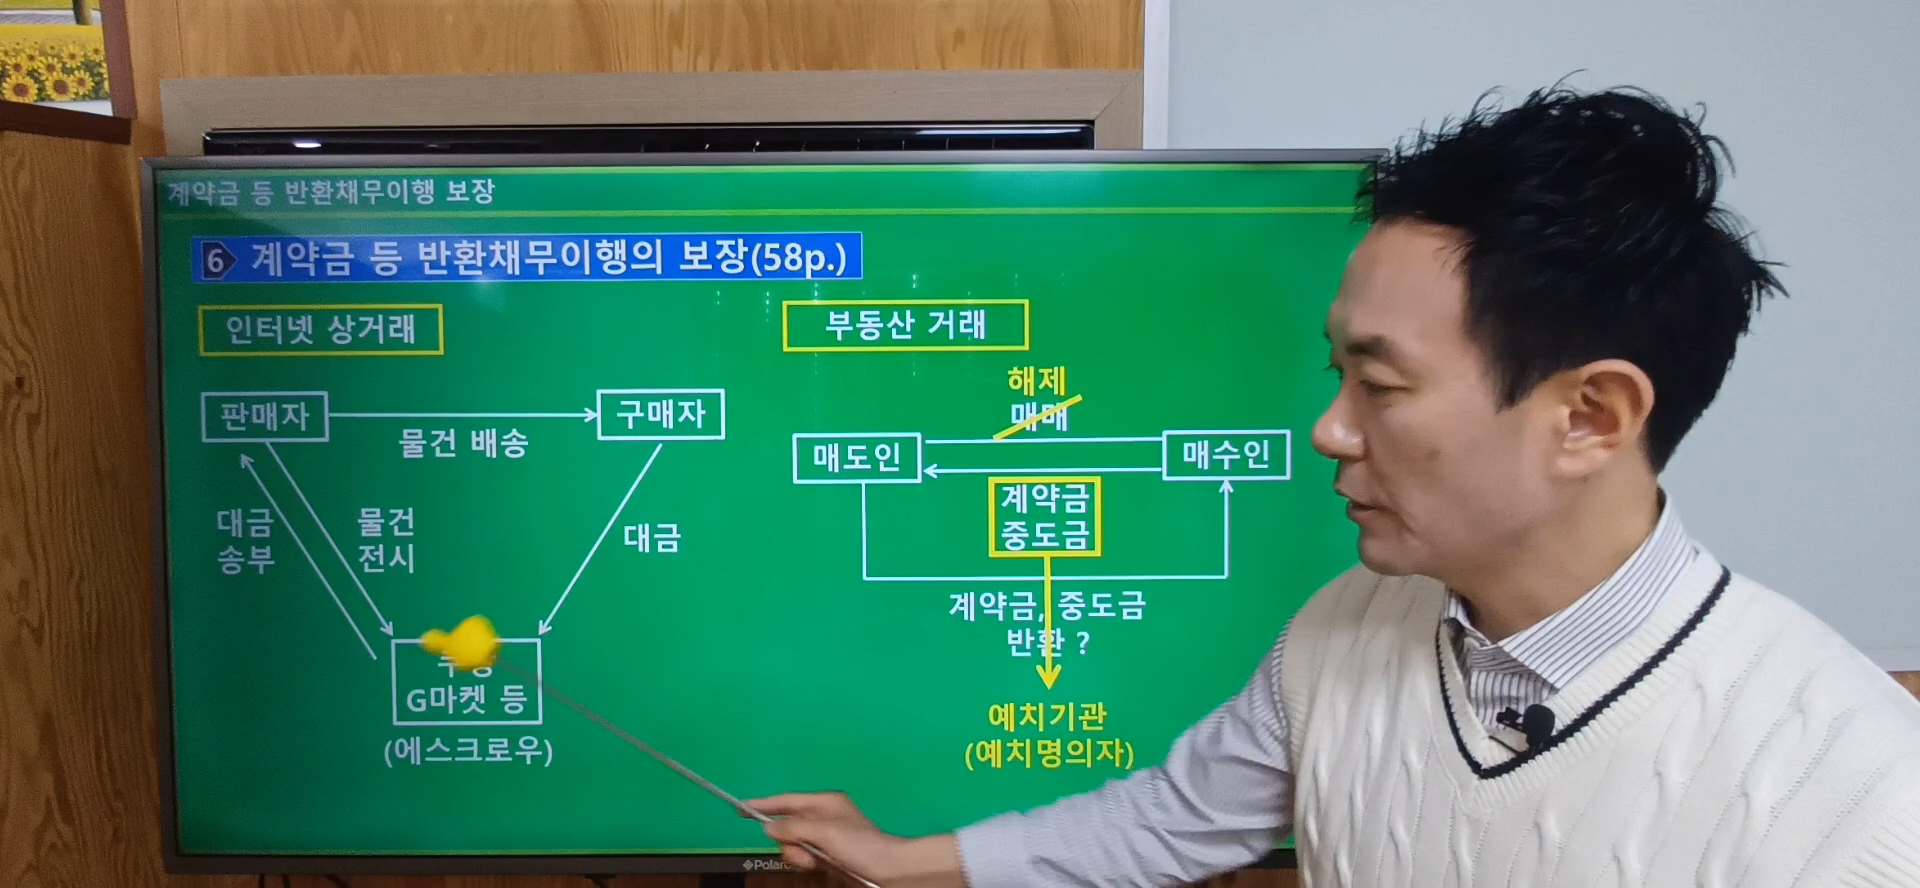 계약금 등 반환채무이행 보장
6 계약금 등 반환채무이행의 보장(58p.)
인터넷 상거래
판매자
구매자
물건 배송
대금
송부
물건
전시
대금
G마켓 등
(에스크로우)
부동산 거래
해제
매매
매도인
매수인
계약금
중도금
계약금, 중도금
반환 ?
예치기관
(예치명의자)